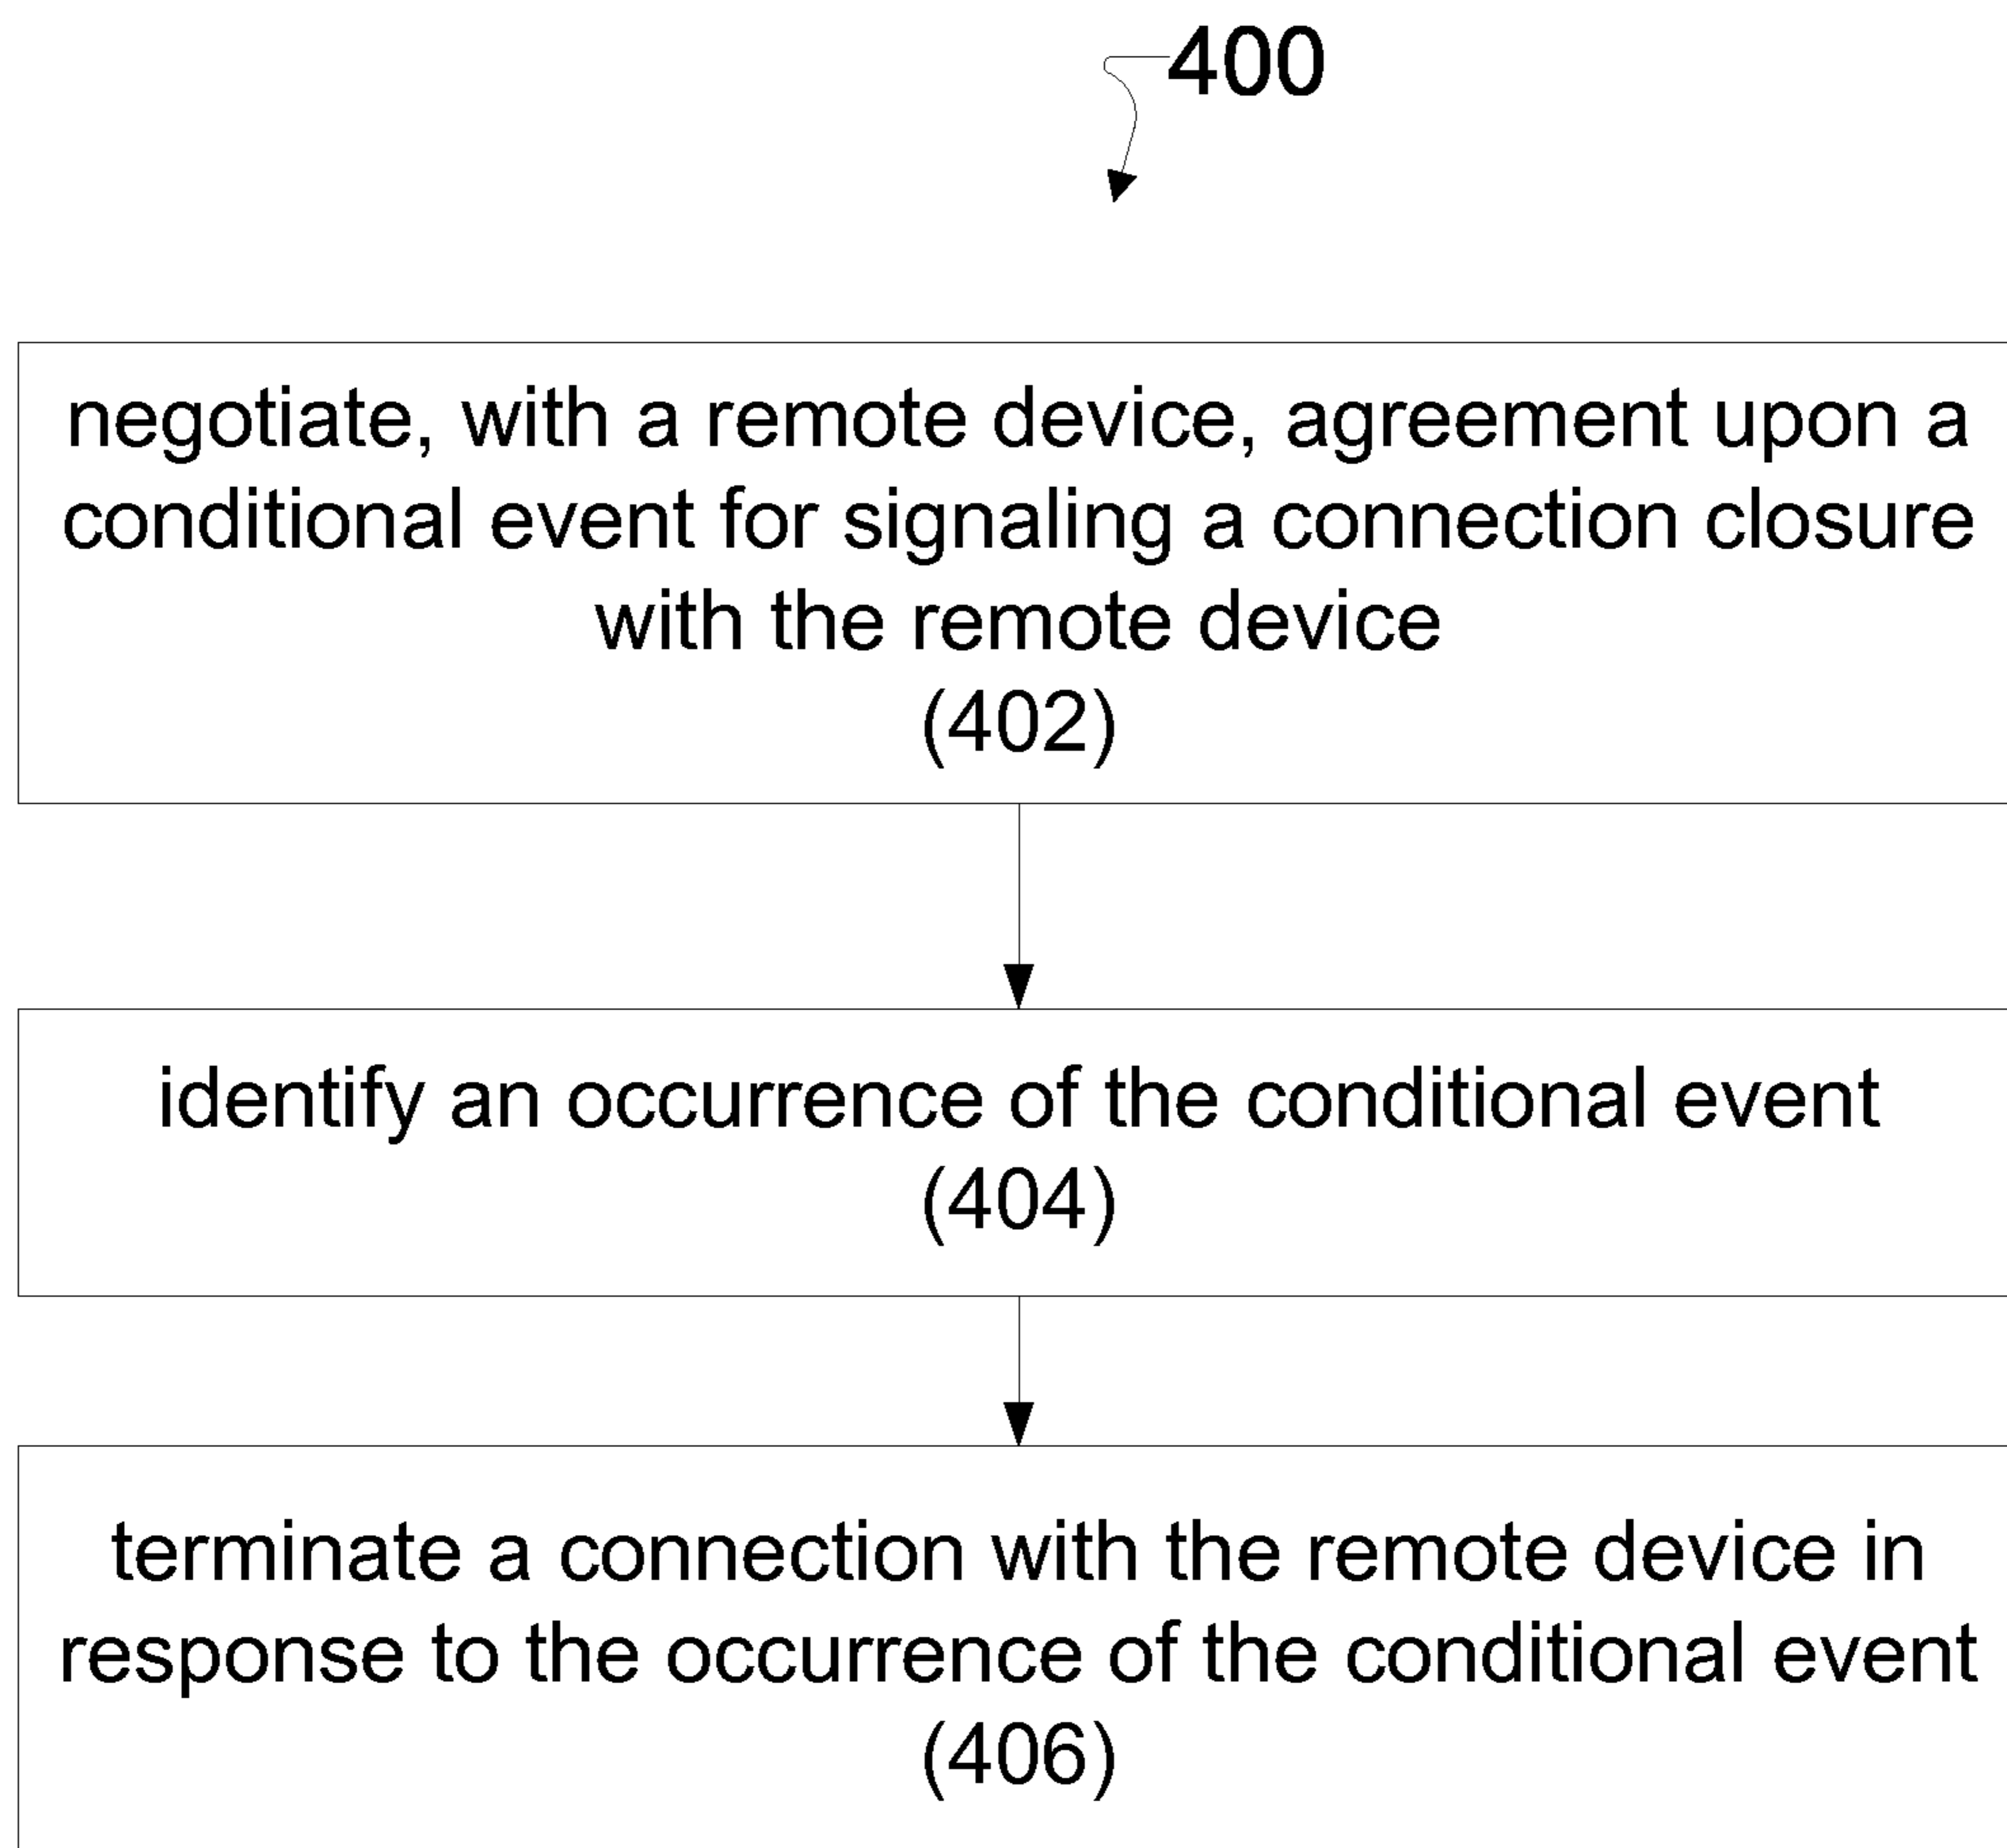 400
negotiate, with a remote device, agreement upon a
conditional event for signaling a connection closure
with the remote device
(402)
identify an occurrence of the conditional event
(404)
terminate a connection with the remote device in
response to the occurrence of the conditional event
(406)